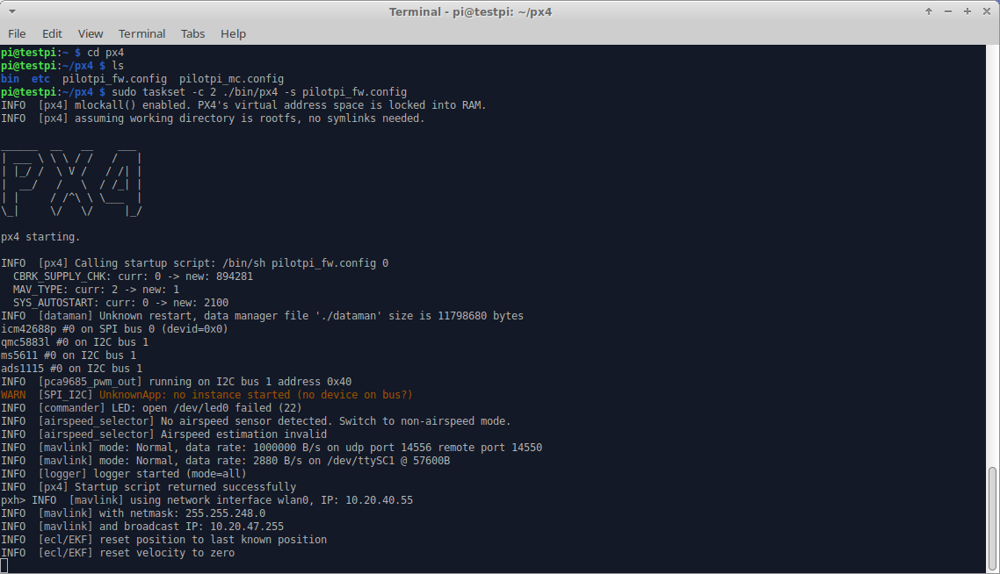 Terminal - pi@testpi: ~/px4
File Edit View Terminal Tabs Help
pi@testpi:~ $ cd px4
pi@testpi:~/px4 $ ls
bin  etc  pilotpi_fw.config  pilotpi_mc.config
pi@testpi:~/px4 $ sudo taskset -c 2 ./bin/px4 -s pilotpi_fw.config
INFO  [px4] mlockall() enabled. PX4's virtual address space is locked into RAM.
INFO  [px4] assuming working directory is rootfs, no symlinks needed.
______  __   __    ___
| ___ \ \ \ / /   /   |
| |_/ /  \ V /   / /| |
|  __/   /   \  / /_| |
| |     / /^\ \ \___  |
\_|     \/   \/     |_/
px4 starting.
INFO  [px4] Calling startup script: /bin/sh pilotpi_fw.config 0
  CBRK_SUPPLY_CHK: curr: 0 -> new: 894281
  MAV_TYPE: curr: 2 -> new: 1
  SYS_AUTOSTART: curr: 0 -> new: 2100
INFO  [dataman] Unknown restart, data manager file './dataman' size is 11798680 bytes
icm42688p #0 on SPI bus 0 (devid=0x0)
qmc5883l #0 on I2C bus 1
ms5611 #0 on I2C bus 1
ads1115 #0 on I2C bus 1
INFO  [pca9685_pwm_out] running on I2C bus 1 address 0x40
WARN  [SPI_I2C] UnknownApp: no instance started (no device on bus?)
INFO  [commander] LED: open /dev/led0 failed (22)
INFO  [airspeed_selector] No airspeed sensor detected. Switch to non-airspeed mode.
INFO  [airspeed_selector] Airspeed estimation invalid
INFO  [mavlink] mode: Normal, data rate: 1000000 B/s on udp port 14556 remote port 14550
INFO  [mavlink] mode: Normal, data rate: 2880 B/s on /dev/ttySC1 @ 57600B
INFO  [logger] logger started (mode=all)
INFO  [px4] Startup script returned successfully
pxh> INFO  [mavlink] using network interface wlan0, IP: 10.20.40.55
INFO  [mavlink] with netmask: 255.255.248.0
INFO  [mavlink] and broadcast IP: 10.20.47.255
INFO  [ecl/EKF] reset position to last known position
INFO  [ecl/EKF] reset velocity to zero